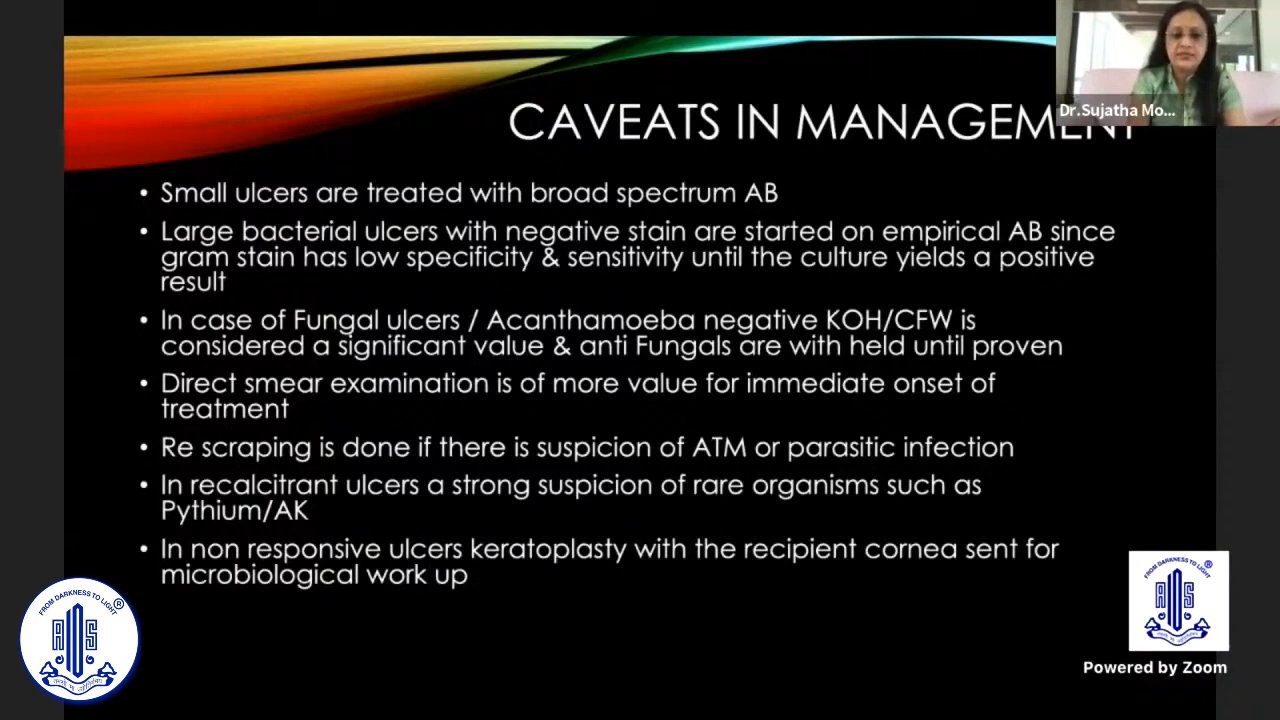 CAVEATS IN MANAGEMENT
Dr.Sujatha Mo...
• Small ulcers are treated with broad spectrum AB
• Large bacterial ulcers with negative stain are started on empirical AB since
gram stain has low specificity & sensitivity until the culture yields a positive
result
• In case of Fungal ulcers / Acanthamoeba negative KOH/CFW is
considered a significant value & anti Fungals are with held until proven
• Direct smear examination is of more value for immediate onset of
treatment
• Re scraping is done if there is suspicion of ATM or parasitic infection
• In recalcitrant ulcers a strong suspicion of rare organisms such as
Pythium/AK
• In non responsive ulcers keratoplasty with the recipient cornea sent for
microbiological work up
FROM DARKNESS TO LIGHT ®
AIOS
FROM DARKNESS TO LIGHT ®
AIOS
Powered by Zoom